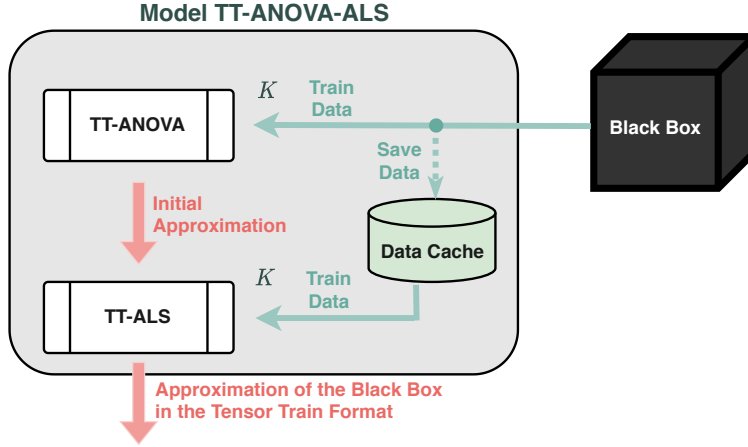 Model TT-ANOVA-ALS
K
Train
Data
TT-ANOVA
Black Box
Save
Data
Initial
Approximation
Data Cache
K
Train
Data
TT-ALS
Approximation of the Black Box
in the Tensor Train Format